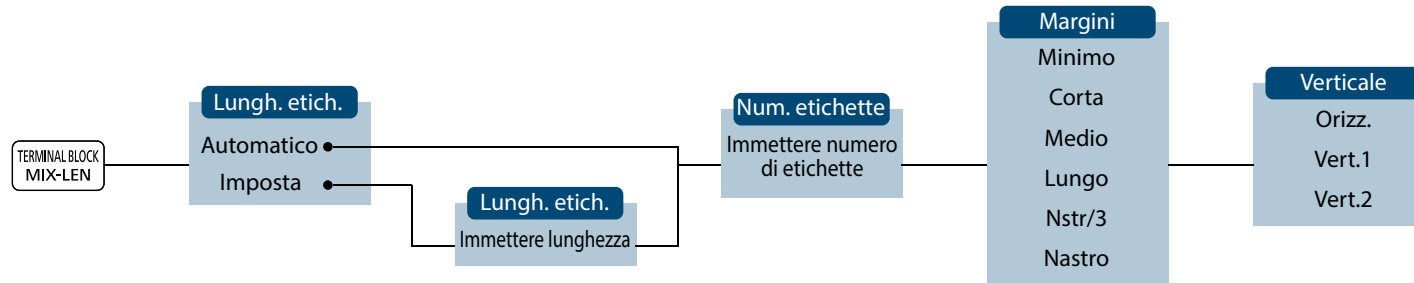 TERMINAL BLOCK
MIX-LEN
Lungh. etich.
Automatico
Imposta
Lungh. etich.
Immettere lunghezza
Num. etichette
Immettere numero
di etichette
Margini
Minimo
Corta
Medio
Lungo
Nstr/3
Nastro
Verticale
Orizz.
Vert.1
Vert.2